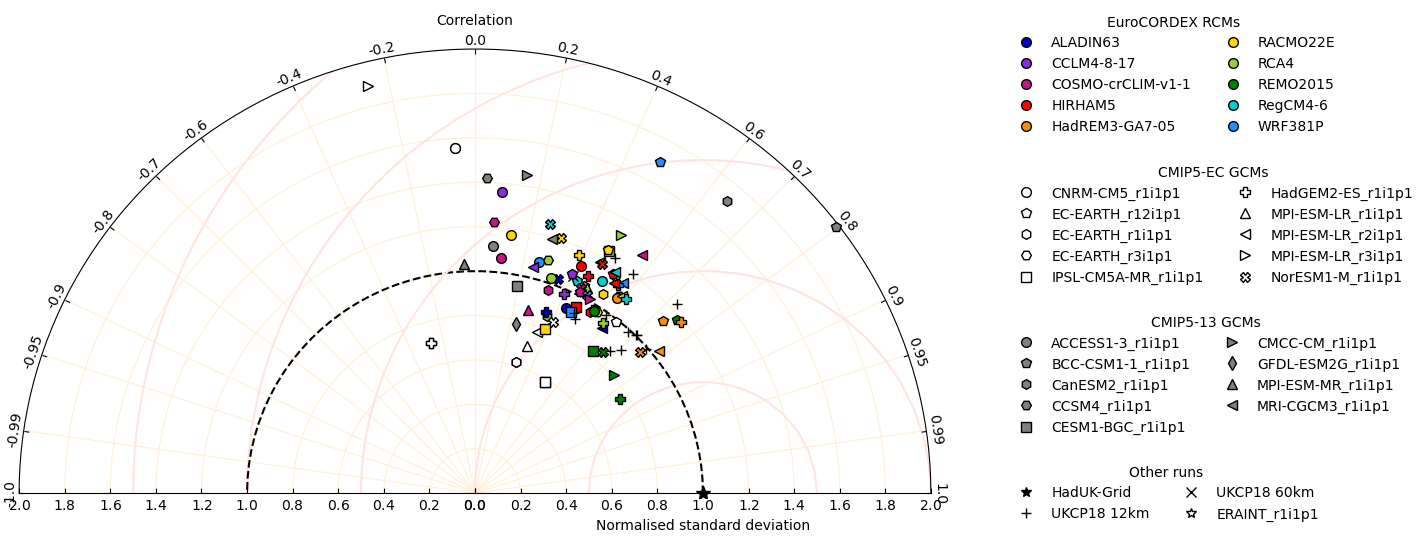 Correlation
0.0
-0.2
0.2
-0.4
0.4
-0.6
0.6
-0.7
0.7
-0.8
0.8
-0.9
0.9
-0.95
0.95
-0.99
0.99
-1.0
1.0
2.0 1.8 1.6 1.4 1.2 1.0 0.8 0.6 0.4 0.2 0.0 0.2 0.4 0.6 0.8 1.0 1.2 1.4 1.6 1.8 2.0
Normalised standard deviation
EuroCORDEX RCMs
ALADIN63 RACMO22E
CCLM4-8-17 RCA4
COSMO-crCLIM-v1-1 REMO2015
HIRHAM5 RegCM4-6
HadREM3-GA7-05 WRF381P
CMIP5-EC GCMs
CNRM-CM5_r1i1p1 HadGEM2-ES_r1i1p1
EC-EARTH_r12i1p1 MPI-ESM-LR_r1i1p1
EC-EARTH_r1i1p1 MPI-ESM-LR_r2i1p1
EC-EARTH_r3i1p1 MPI-ESM-LR_r3i1p1
IPSL-CM5A-MR_r1i1p1 NorESM1-M_r1i1p1
CMIP5-13 GCMs
ACCESS1-3_r1i1p1 CMCC-CM_r1i1p1
BCC-CSM1-1_r1i1p1 GFDL-ESM2G_r1i1p1
CanESM2_r1i1p1 MPI-ESM-MR_r1i1p1
CCSM4_r1i1p1 MRI-CGCM3_r1i1p1
CESM1-BGC_r1i1p1
Other runs
HadUK-Grid UKCP18 60km
UKCP18 12km ERAINT_r1i1p1